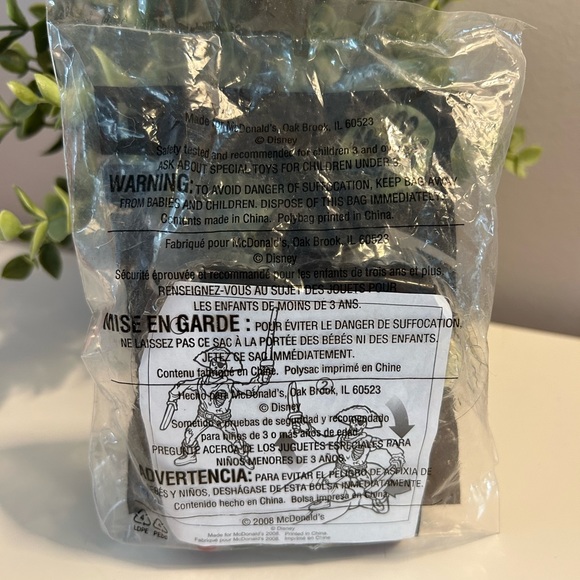 Made for McDonald's, Oak Brook, IL 60523
© Disney
Safety tested and recommended for children 3 and over.
ASK ABOUT SPECIAL TOYS FOR CHILDREN UNDER 3.
WARNING: TO AVOID DANGER OF SUFFOCATION, KEEP BAG AWAY
FROM BABIES AND CHILDREN. DISPOSE OF THIS BAG IMMEDIATELY.
Contents made in China. Polybag printed in China.
Fabriqué pour McDonald's, Oak Brook, IL 60523
© Disney
Sécurité éprouvée et recommandé pour les enfants de trois ans et plus.
RENSEIGNEZ-VOUS AU SUJET DES JOUETS POUR
LES ENFANTS DE MOINS DE 3 ANS.
MISE EN GARDE : POUR ÉVITER LE DANGER DE SUFFOCATION,
NE LAISSEZ PAS CE SAC À LA PORTÉE DES BÉBÉS NI DES ENFANTS.
JETEZ CE SAC IMMÉDIATEMENT.
Contenu fabriqué en Chine. Polysac imprimé en Chine
Hecho para McDonald's, Oak Brook, IL 60523
2
© Disney
Sometido a pruebas de seguridad y recomendado
para niños de 3 o más años de edad.
PREGUNTE ACERCA DE LOS JUGUETES ESPECIALES PARA
NIÑOS MENORES DE 3 AÑOS.
ADVERTENCIA: PARA EVITAR EL PELIGRO DE ASFIXIA DE
BEBÉS Y NIÑOS, DESHÁGASE DE ESTA BOLSA INMEDIATAMENTE.
Contenido hecho en China. Bolsa impresa en China.
© 2008 McDonald's
© Disney
LDPE